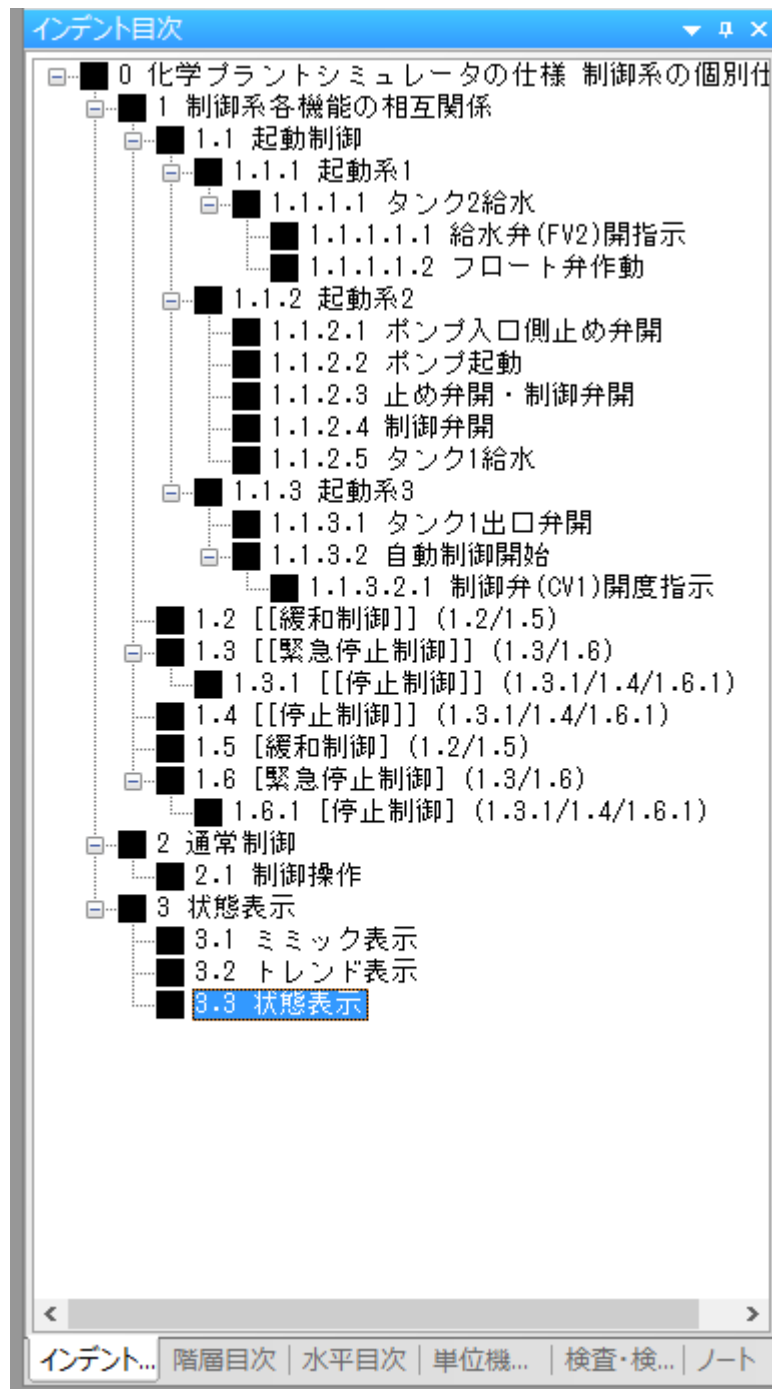 インデント目次
0 化学プラントシミュレータの仕様 制御系の個別仕
1 制御系各機能の相互関係
1.1 起動制御
1.1.1 起動系1
1.1.1.1 タンク2給水
1.1.1.1.1 給水弁(FV2)開指示
1.1.1.1.2 フロート弁作動
1.1.2 起動系2
1.1.2.1 ポンプ入口側止め弁開
1.1.2.2 ポンプ起動
1.1.2.3 止め弁開・制御弁開
1.1.2.4 制御弁開
1.1.2.5 タンク1給水
1.1.3 起動系3
1.1.3.1 タンク1出口弁開
1.1.3.2 自動制御開始
1.1.3.2.1 制御弁(CV1)開度指示
1.2 [[緩和制御]] (1.2/1.5)
1.3 [[緊急停止制御]] (1.3/1.6)
1.3.1 [[停止制御]] (1.3.1/1.4/1.6.1)
1.4 [[停止制御]] (1.3.1/1.4/1.6.1)
1.5 [緩和制御] (1.2/1.5)
1.6 [緊急停止制御] (1.3/1.6)
1.6.1 [停止制御] (1.3.1/1.4/1.6.1)
2 通常制御
2.1 制御操作
3 状態表示
3.1 ミミック表示
3.2 トレンド表示
3.3 状態表示
インデント... 階層目次 水平目次 単位機... 検査・検... ノート